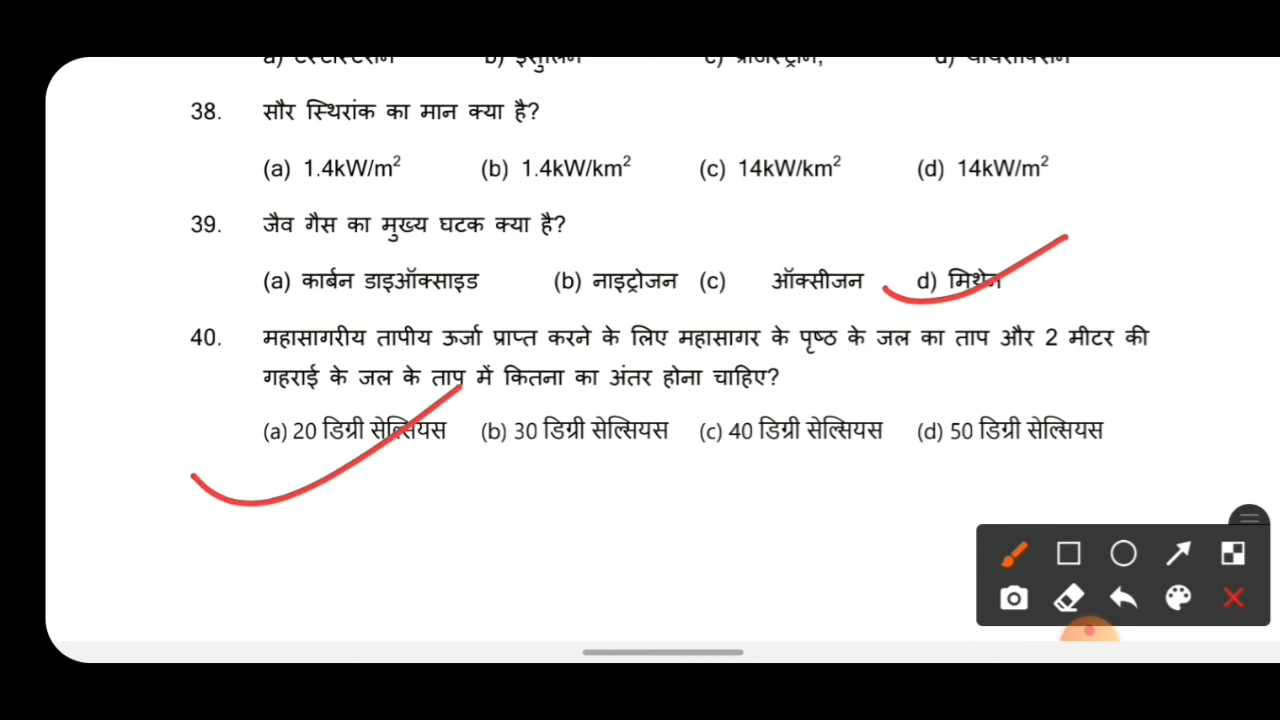 38. सौर स्थिरांक का मान क्या है?
(a) 1.4kW/m² (b) 1.4kW/km² (c) 14kW/km² (d) 14kW/m²
39. जैव गैस का मुख्य घटक क्या है?
(a) कार्बन डाइऑक्साइड (b) नाइट्रोजन (c) ऑक्सीजन d) मिथेन
40. महासागरीय तापीय ऊर्जा प्राप्त करने के लिए महासागर के पृष्ठ के जल का ताप और 2 मीटर की
गहराई के जल के ताप में कितना का अंतर होना चाहिए?
(a) 20 डिग्री सेल्सियस (b) 30 डिग्री सेल्सियस (c) 40 डिग्री सेल्सियस (d) 50 डिग्री सेल्सियस